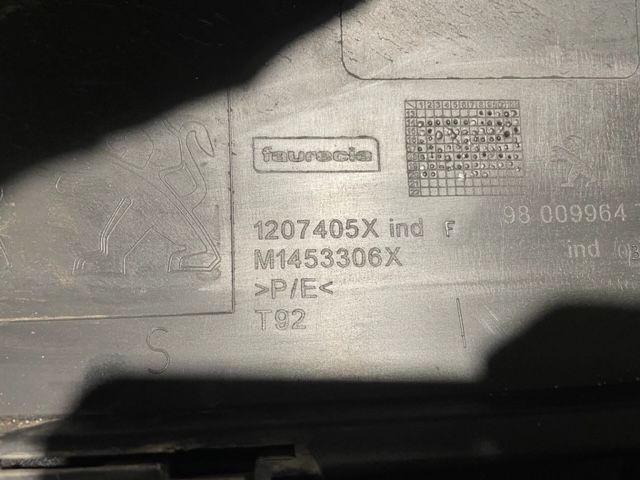 faurecia
1207405X ind F
M1453306X
>P/E<
T92
98 009964
ind
S